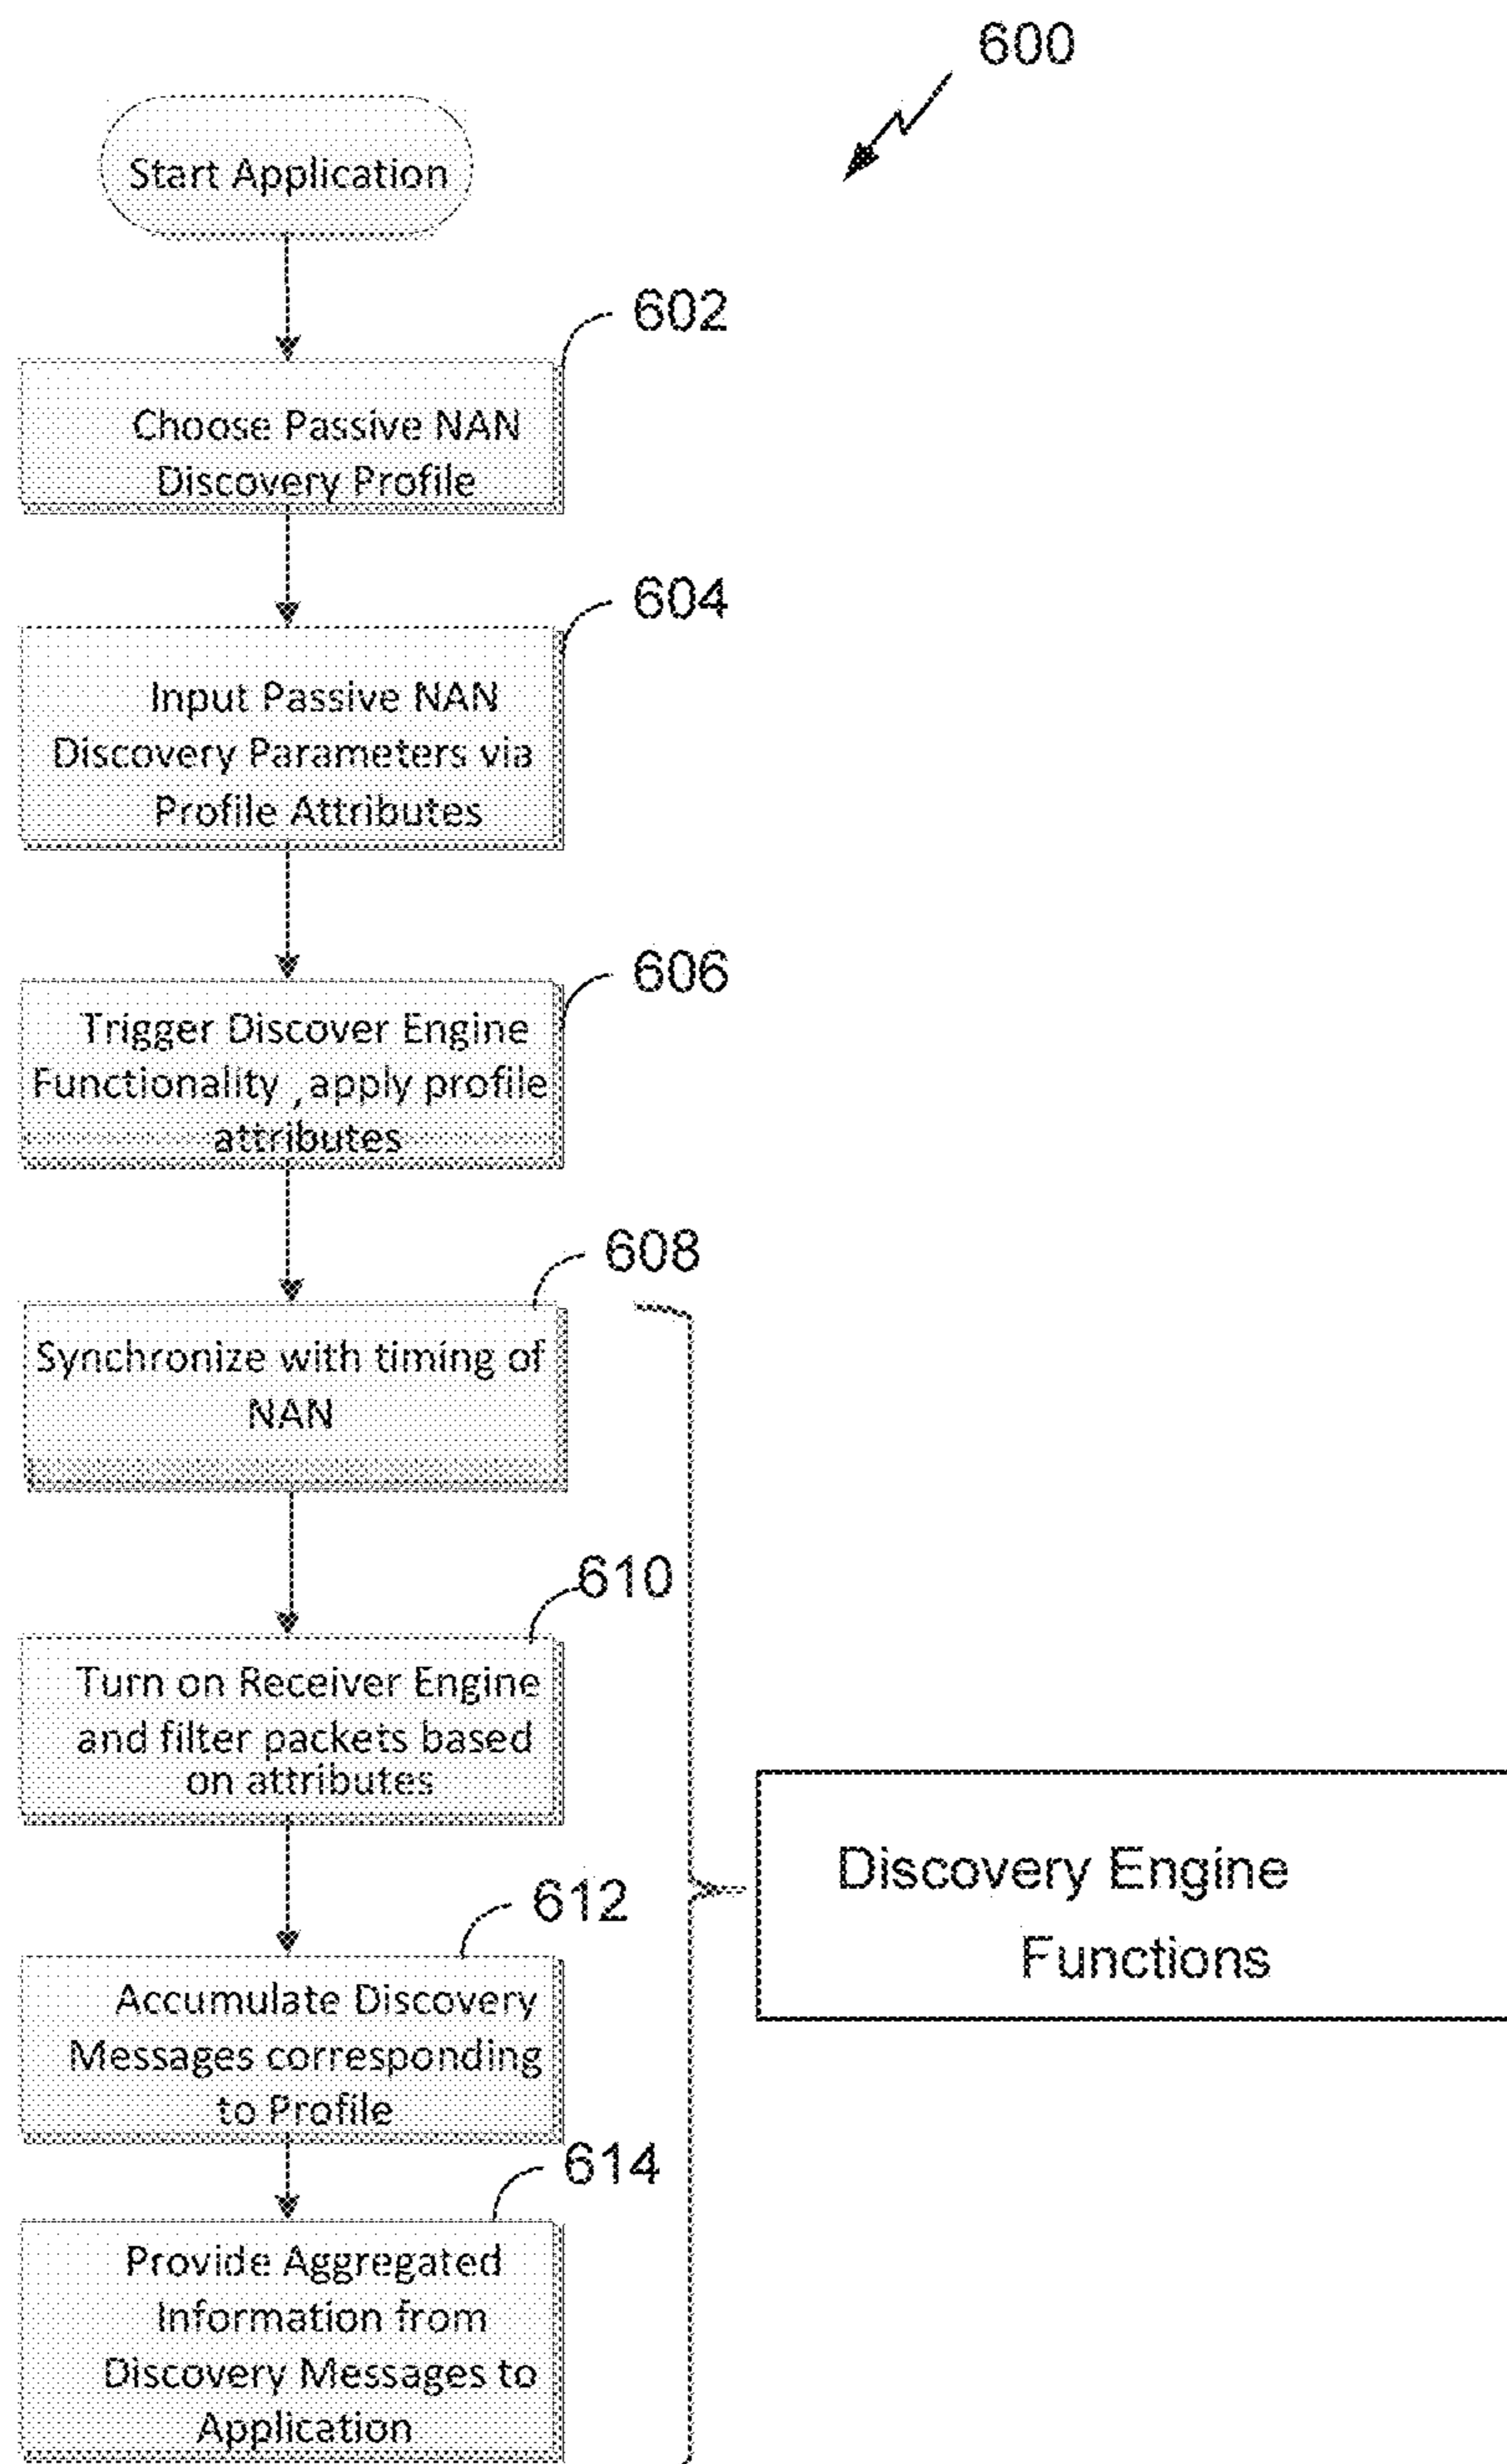 600
Start Application
602
Choose Passive NAN
Discovery Profile
604
Input Passive NAN
Discovery Parameters via
Profile Attributes
606
Trigger Discover Engine
Functionality ,apply profile
attributes
608
Synchronize with timing of
NAN
610
Turn on Receiver Engine
and filter packets based
on attributes
Discovery Engine
Functions
612
Accumulate Discovery
Messages corresponding
to Profile
614
Provide Aggregated
Information from
Discovery Messages to
Application